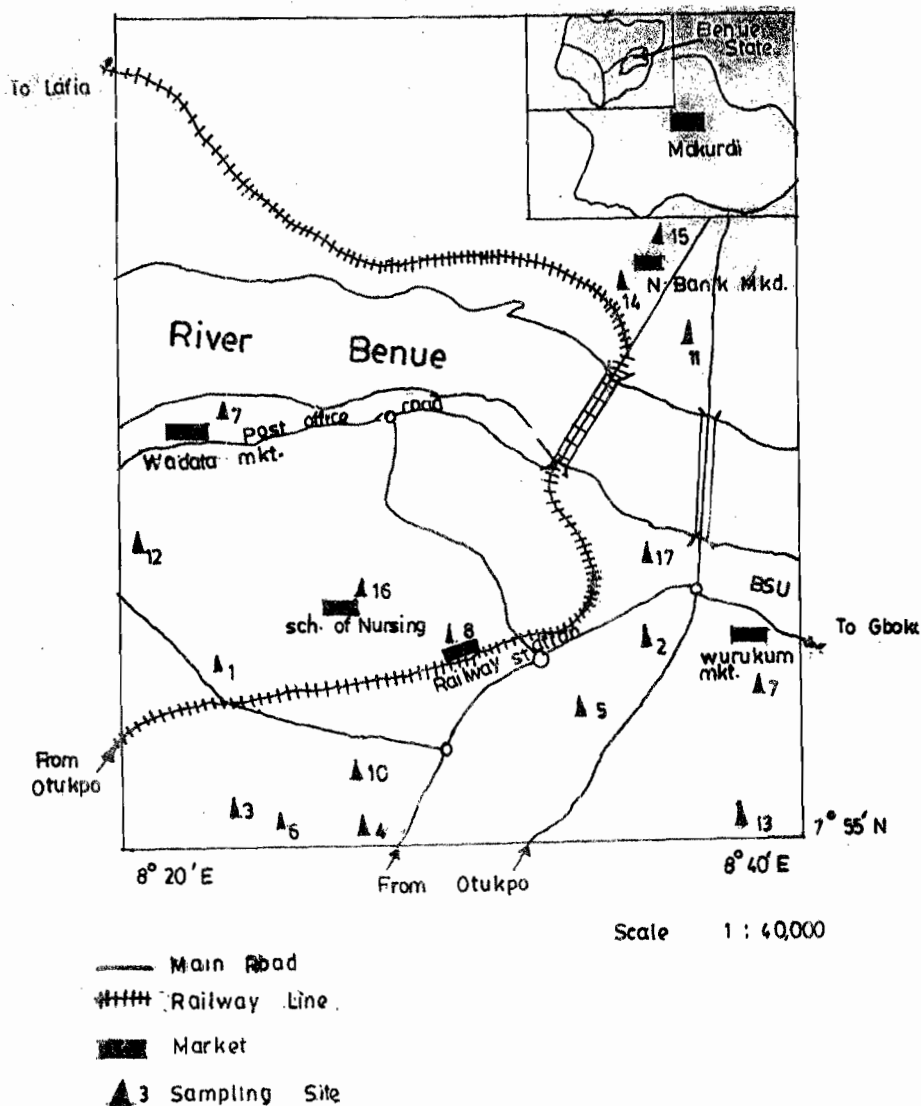 Benue
State
To Lafia
Makurdi
15
N. Bank Mkd.
14
11
River Benue
7
Post office road
Wadata mkt.
12
17
BSU
16
sch. of Nursing
8
Railway station
2
To Gboko
wurukum
mkt.
7
1
5
From
Otukpo
10
3
6
4
13
7° 55' N
8° 20' E
8° 40' E
From Otukpo
Scale 1 : 40,000
Main Road
Railway Line
Market
3 Sampling Site